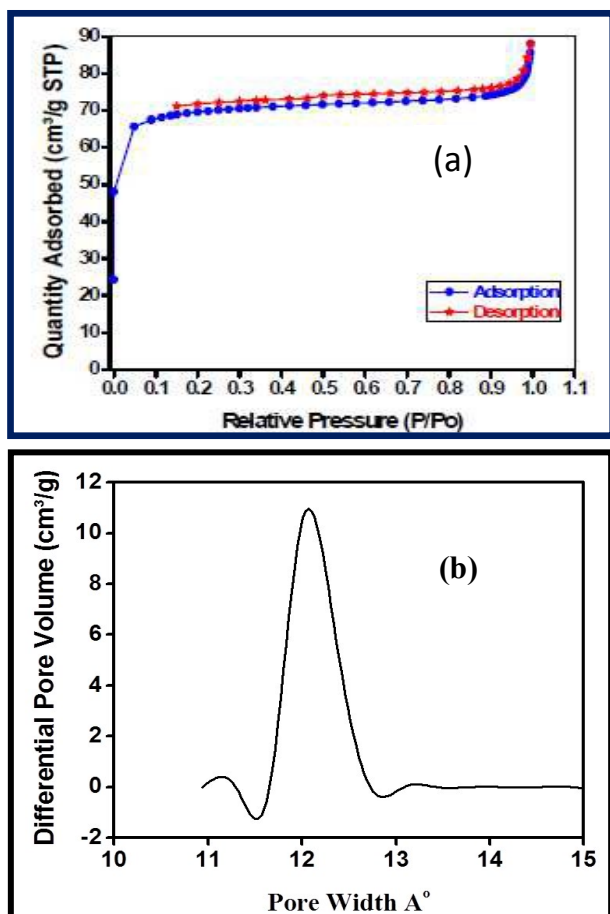 90
80
70
60
50
40
30
20
10
0
Quantity Adsorbed (cm³/g STP)
(a)
Adsorption
Desorption
0.0 0.1 0.2 0.3 0.4 0.5 0.6 0.7 0.8 0.9 1.0 1.1
Relative Pressure (P/Po)
12
10
8
6
4
2
0
-2
Differential Pore Volume (cm³/g)
(b)
10 11 12 13 14 15
Pore Width A°